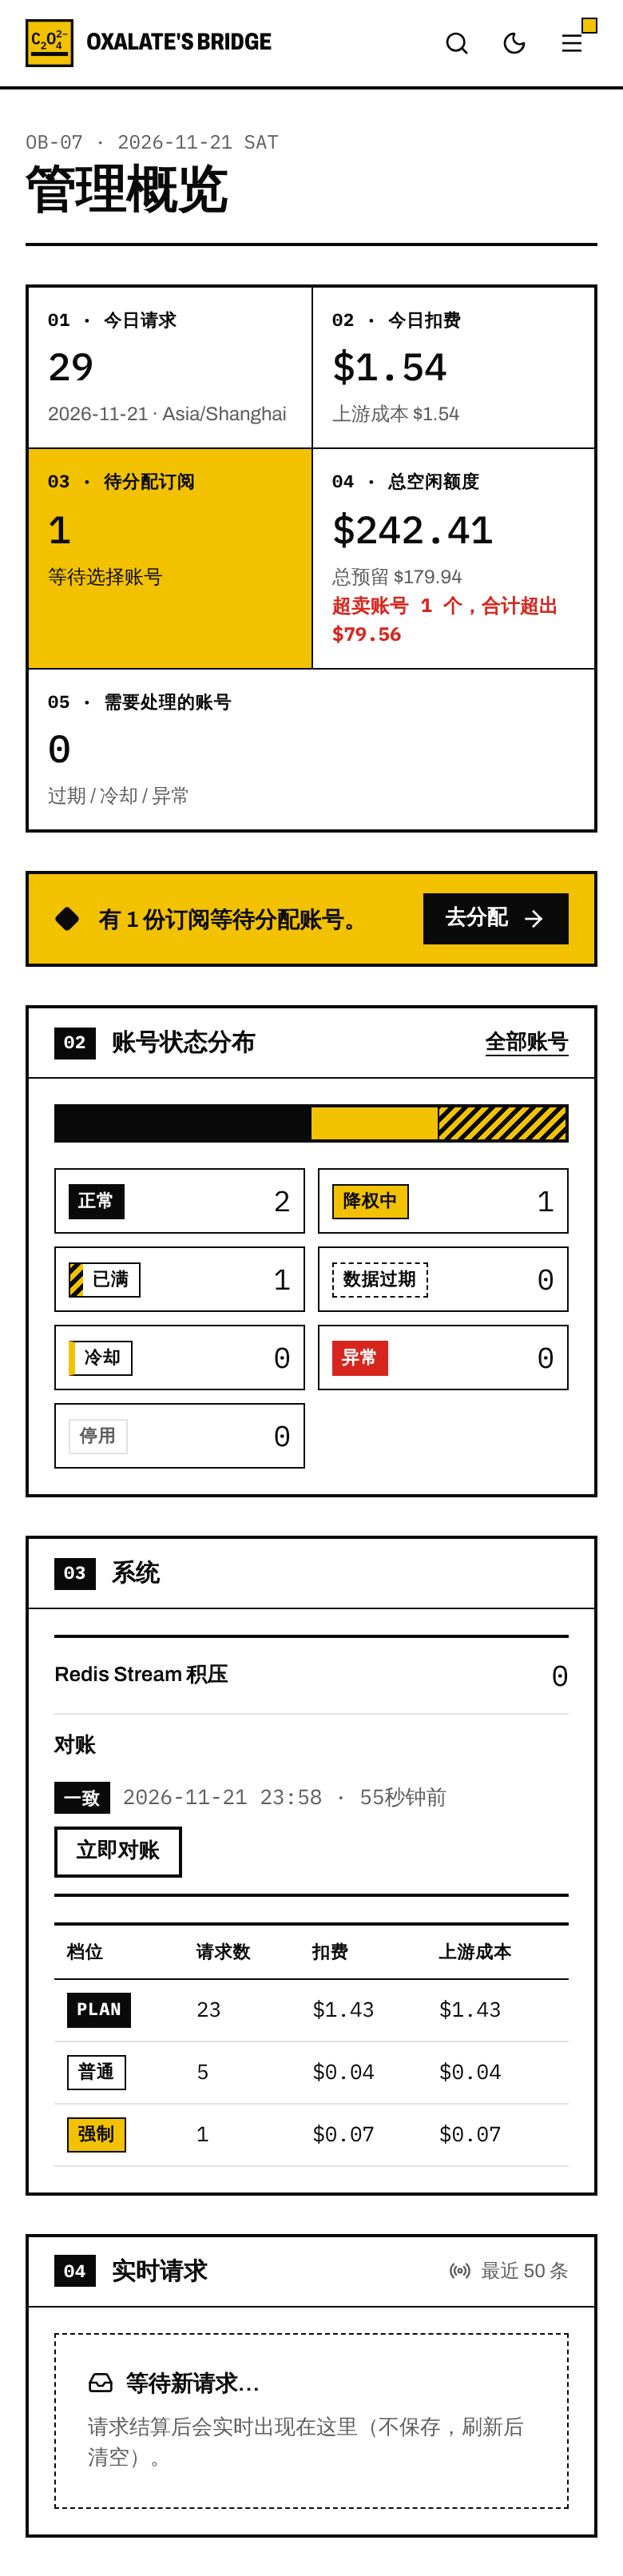 C₂O₄²⁻ OXALATE'S BRIDGE
OB-07 · 2026-11-21 SAT
管理概览
01 · 今日请求
29
2026-11-21 · Asia/Shanghai
02 · 今日扣费
$1.54
上游成本 $1.54
03 · 待分配订阅
1
等待选择账号
04 · 总空闲额度
$242.41
总预留 $179.94
超卖账号 1 个，合计超出
$79.56
05 · 需要处理的账号
0
过期 / 冷却 / 异常
有 1 份订阅等待分配账号。 去分配
02 账号状态分布 全部账号
正常 2
降权中 1
已满 1
数据过期 0
冷却 0
异常 0
停用 0
03 系统
Redis Stream 积压 0
对账
一致 2026-11-21 23:58 · 55秒钟前
立即对账
档位 请求数 扣费 上游成本
PLAN 23 $1.43 $1.43
普通 5 $0.04 $0.04
强制 1 $0.07 $0.07
04 实时请求 最近 50 条
等待新请求…
请求结算后会实时出现在这里（不保存，刷新后
清空）。